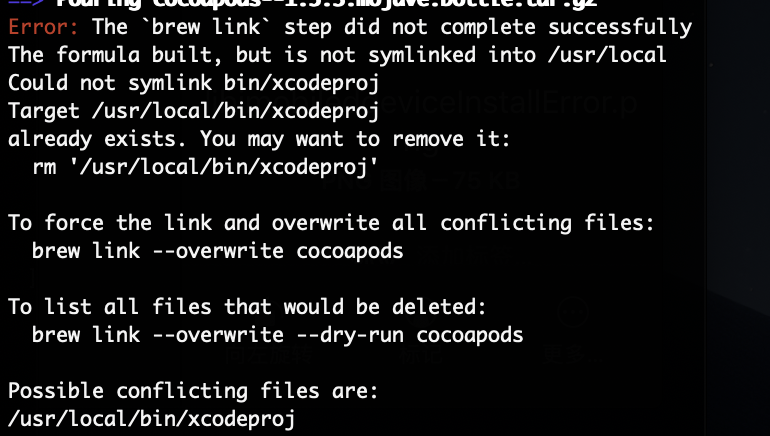 ==> Pouring cocoapods--1.5.3.mojave.bottle.tar.gz
Error: The `brew link` step did not complete successfully
The formula built, but is not symlinked into /usr/local
Could not symlink bin/xcodeproj
Target /usr/local/bin/xcodeproj
already exists. You may want to remove it:
  rm '/usr/local/bin/xcodeproj'

To force the link and overwrite all conflicting files:
  brew link --overwrite cocoapods

To list all files that would be deleted:
  brew link --overwrite --dry-run cocoapods

Possible conflicting files are:
/usr/local/bin/xcodeproj